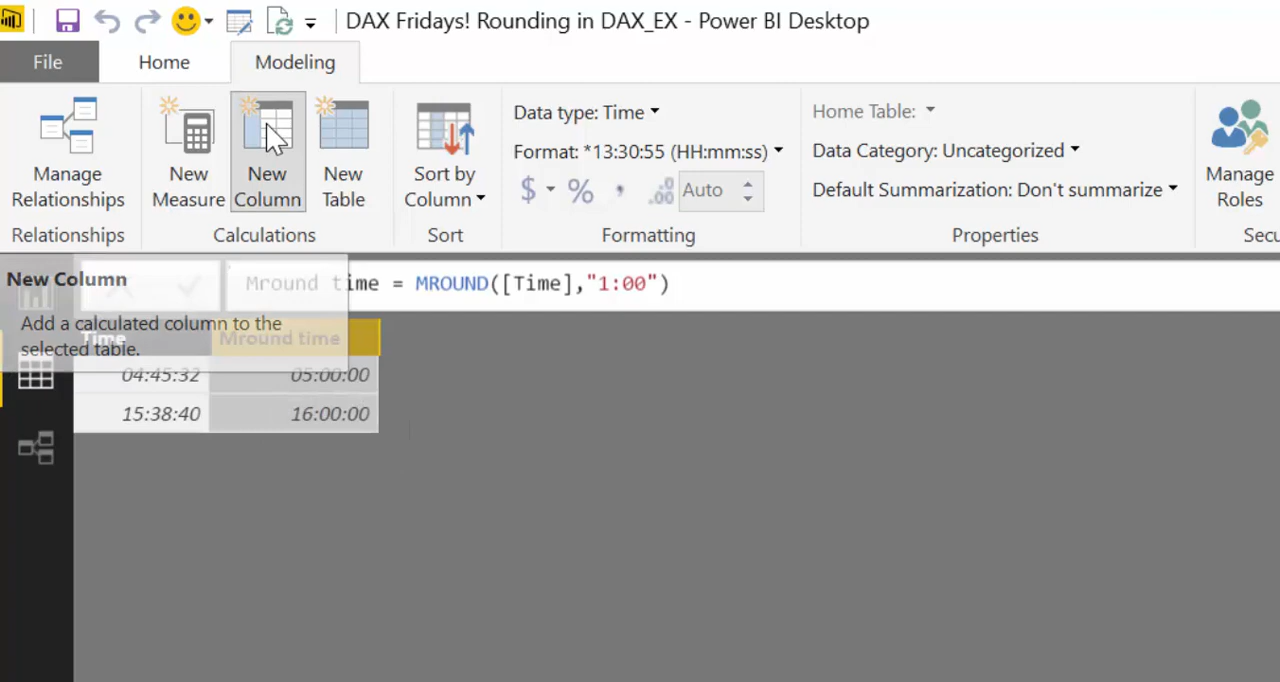 DAX Fridays! Rounding in DAX_EX - Power BI Desktop
File Home Modeling
Manage Relationships
New Measure
New Column
New Table
Sort by Column
Data type: Time
Format: *13:30:55 (HH:mm:ss)
$ % , .00 Auto
Home Table:
Data Category: Uncategorized
Default Summarization: Don't summarize
Manage Roles
Relationships Calculations Sort Formatting Properties Secu
New Column
Add a calculated column to the
selected table.
Mround time = MROUND([Time],"1:00")
Time Mround time
04:45:32 05:00:00
15:38:40 16:00:00